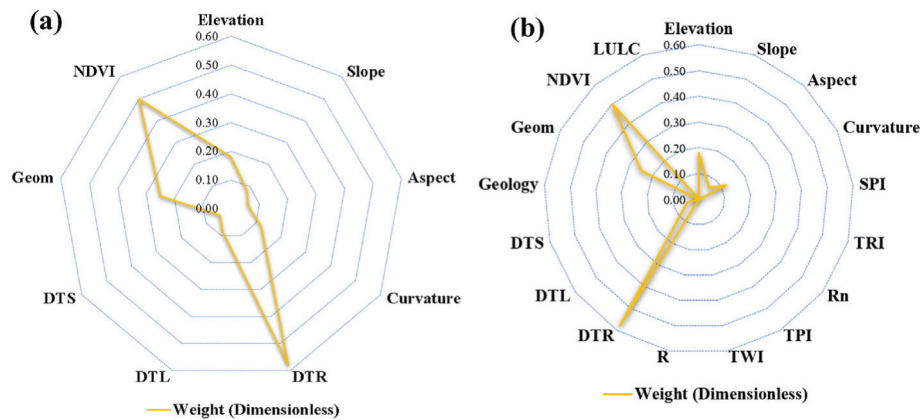 (a)
Elevation
0.60
0.50
0.40
0.30
0.20
0.10
0.00
Slope
Aspect
Curvature
DTR
DTL
DTS
Geom
NDVI
Weight (Dimensionless)
(b)
Elevation
0.60
0.50
0.40
0.30
0.20
0.10
0.00
Slope
Aspect
Curvature
SPI
TRI
Rn
TPI
TWI
R
DTR
DTL
DTS
Geology
Geom
NDVI
LULC
Weight (Dimensionless)